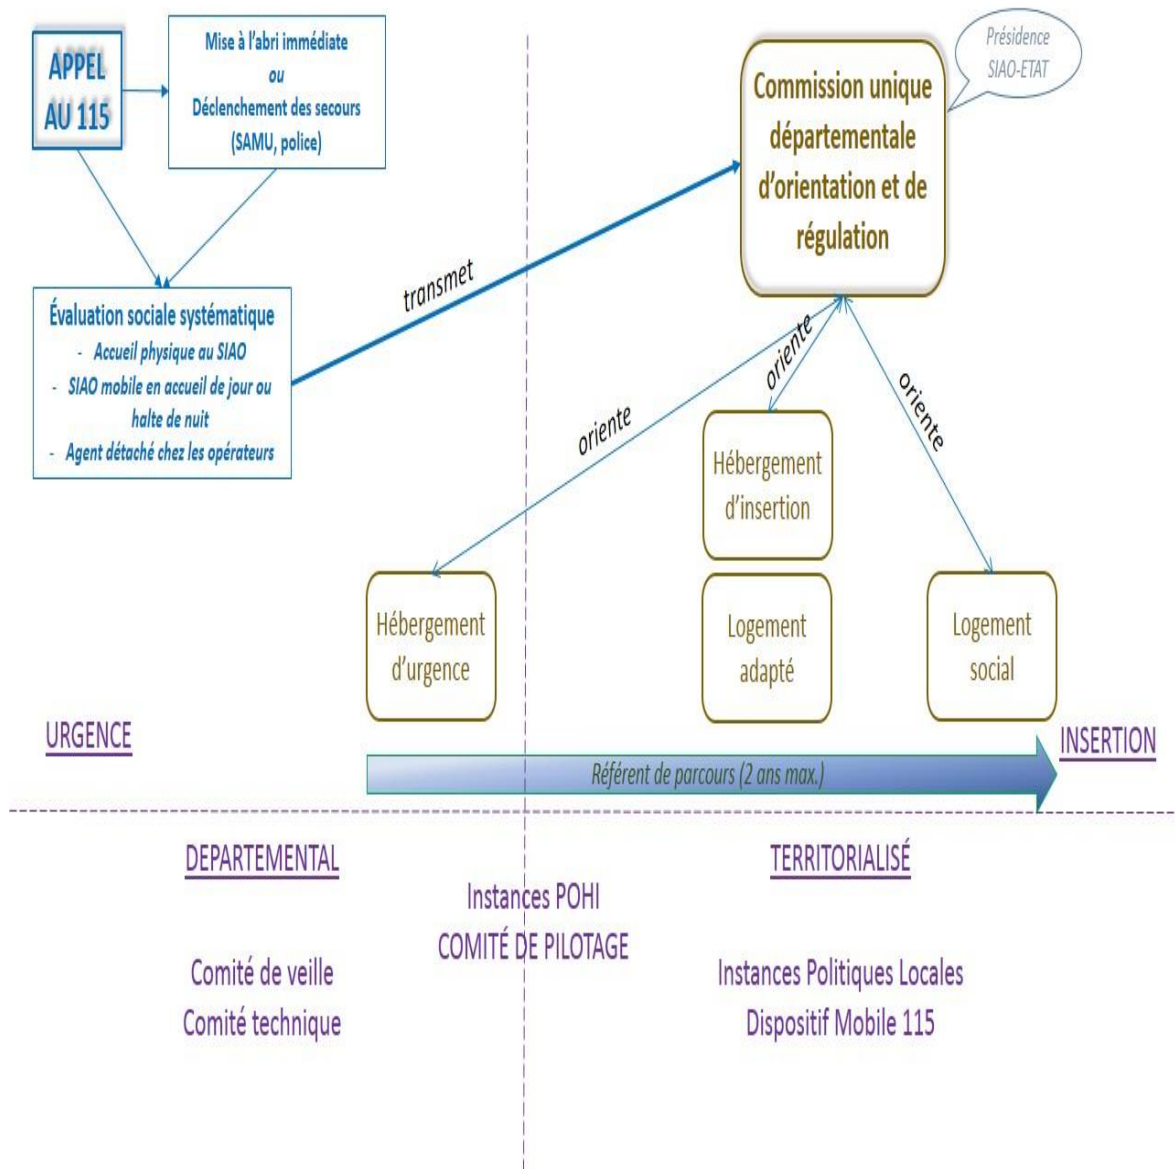 APPEL
AU 115
Mise à l'abri immédiate
ou
Déclenchement des secours
(SAMU, police)
Présidence
SIAO-ETAT
Commission unique
départementale
d'orientation et de
régulation
transmet
Évaluation sociale systématique
- Accueil physique au SIAO
- SIAO mobile en accueil de jour ou
halte de nuit
- Agent détaché chez les opérateurs
oriente
oriente
oriente
Hébergement
d'urgence
Hébergement
d'insertion
Logement
adapté
Logement
social
URGENCE
INSERTION
Référent de parcours (2 ans max.)
DEPARTEMENTAL
TERRITORIALISÉ
Instances POHI
COMITÉ DE PILOTAGE
Comité de veille
Comité technique
Instances Politiques Locales
Dispositif Mobile 115